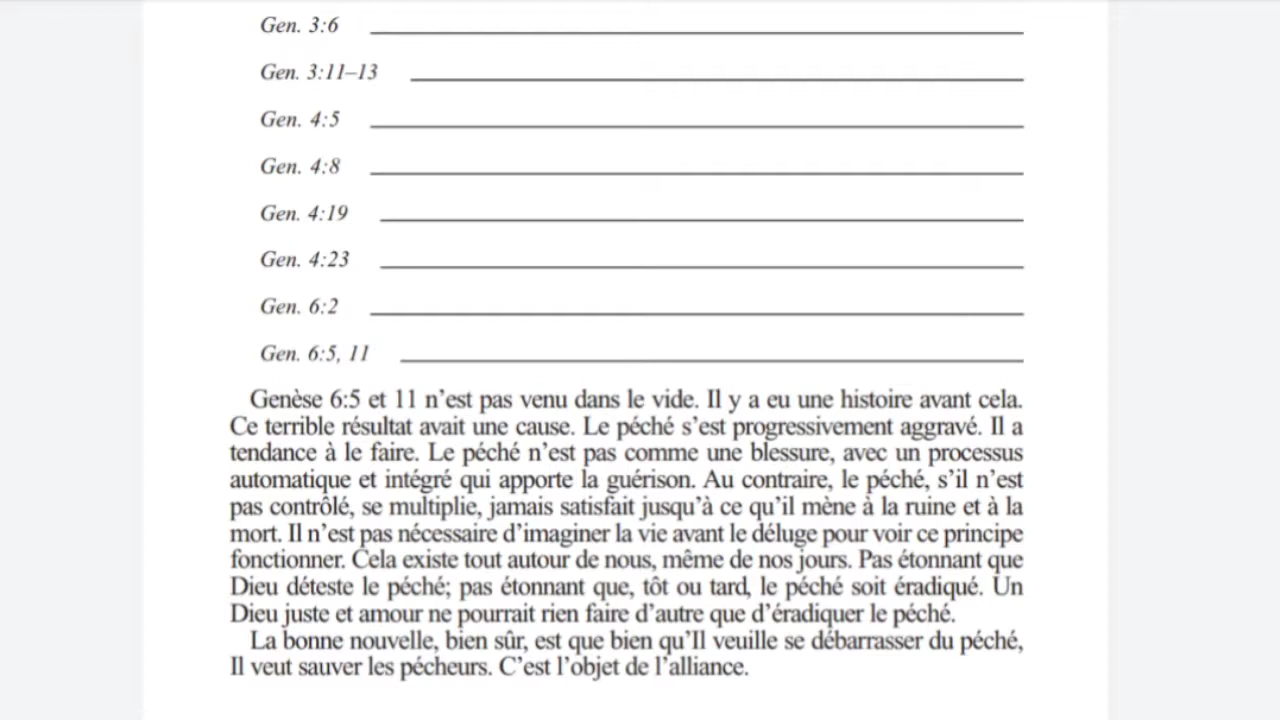 Gen. 3:6
Gen. 3:11–13
Gen. 4:5
Gen. 4:8
Gen. 4:19
Gen. 4:23
Gen. 6:2
Gen. 6:5, 11
Genèse 6:5 et 11 n’est pas venu dans le vide. Il y a eu une histoire avant cela.
Ce terrible résultat avait une cause. Le péché s’est progressivement aggravé. Il a
tendance à le faire. Le péché n’est pas comme une blessure, avec un processus
automatique et intégré qui apporte la guérison. Au contraire, le péché, s’il n’est
pas contrôlé, se multiplie, jamais satisfait jusqu’à ce qu’il mène à la ruine et à la
mort. Il n’est pas nécessaire d’imaginer la vie avant le déluge pour voir ce principe
fonctionner. Cela existe tout autour de nous, même de nos jours. Pas étonnant que
Dieu déteste le péché; pas étonnant que, tôt ou tard, le péché soit éradiqué. Un
Dieu juste et amour ne pourrait rien faire d’autre que d’éradiquer le péché.
La bonne nouvelle, bien sûr, est que bien qu’Il veuille se débarrasser du péché,
Il veut sauver les pécheurs. C’est l’objet de l’alliance.